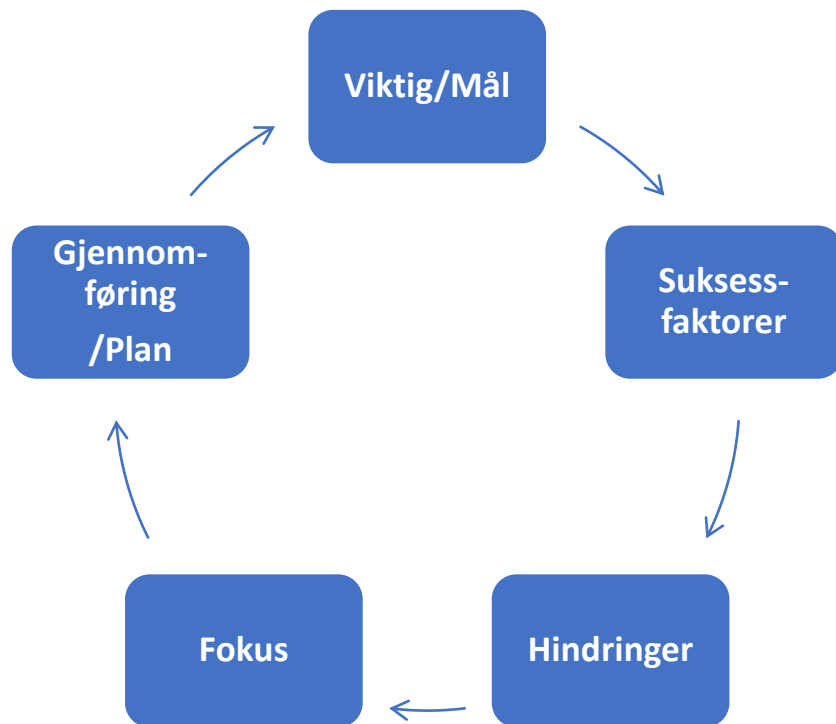 Viktig/Mål
Suksess-
faktorer
Hindringer
Fokus
Gjennom-
føring
/Plan